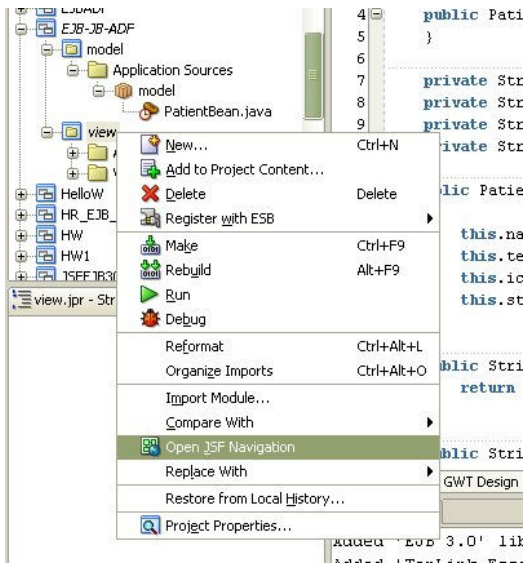 EJBADF
EJB-JB-ADF
model
Application Sources
model
PatientBean.java
view
HelloW
HR_EJB_
HW
HW1
view.jpr - Str
New... Ctrl+N
Add to Project Content...
Delete Delete
Register with ESB
Make Ctrl+F9
Rebuild Alt+F9
Run
Debug
Reformat Ctrl+Alt+L
Organize Imports Ctrl+Alt+O
Import Module...
Compare With
Open JSF Navigation
Replace With
Restore from Local History...
Project Properties...
4 public Pati
5 }
6
7 private Str
8 private Str
9 private Str
rivate Str
lic Patie
this.na
this.te
this.ic
this.st
blic Stri
return
blic Stri
GWT Design
Added 'EJB 3.0' lib